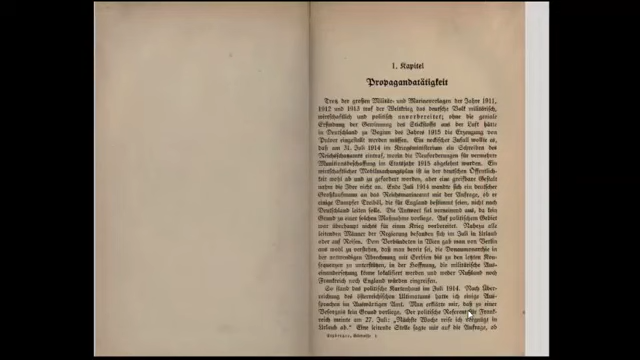 1. Kapitel
Propagandatätigkeit
Trotz der großen Militär- und Marinevorlagen der Jahre 1911,
1912 und 1913 traf der Weltkrieg das deutsche Volk militärisch,
wirtschaftlich und politisch unvorbereitet; ohne die geniale
Erfindung der Gewinnung des Stickstoffs aus der Luft hätte
in Deutschland zu Beginn des Jahres 1915 die Erzeugung von
Pulver eingestellt werden müssen. Ein neckischer Zufall wollte es,
daß am 31. Juli 1914 im Kriegsministerium ein Schreiben des
Reichsschatzamts einlief, worin die Neuforderungen für vermehrte
Munitionsbeschaffung im Etatsjahr 1915 abgelehnt wurden. Ein
wirtschaftlicher Mobilmachungsplan ist in der deutschen Öffentlich-
keit wohl ab und zu gefordert worden, aber eine greifbare Gestalt
nahm die Idee nicht an. Ende Juli 1914 wandte sich ein deutscher
Großkaufmann an das Reichsmarineamt mit der Anfrage, ob er
einige Dampfer die für England bestimmt seien, nicht nach
Deutschland leiten solle. Die Antwort fiel verneinend aus, da kein
Grund zu einer solchen Maßnahme vorliege. Auf politischem Gebiet
war überhaupt nicht für einen Krieg vorbereitet. Nahezu alle
leitenden Männer der Regierung befanden sich im Juli in Urlaub
oder auf Reisen. Dem Verbündeten in Wien gab man von Berlin
aus wohl zu verstehen, daß man bereit sei, die Donaumonarchie in
der notwendigen Abrechnung mit Serbien bis zu den letzten Kon-
sequenzen zu unterstützen, in der Hoffnung, die militärische Aus-
einandersetzung könne lokalisiert werden und weder Rußland noch
Frankreich noch England würden eingreifen.
So stand das politische Kartenhaus im Juli 1914. Nach Über-
reichung des österreichischen Ultimatums hatte ich einige Aus-
sprachen im Auswärtigen Amt. Man erklärte mir, daß zu einer
Besorgnis kein Grund vorliege. Der politische Referent für Frank-
reich meinte am 27. Juli: „Nächste Woche reise ich vergnügt in
Urlaub ab.“ Eine leitende Stelle sagte mir auf die Anfrage, ob
Erzberger, Erlebnisse 1